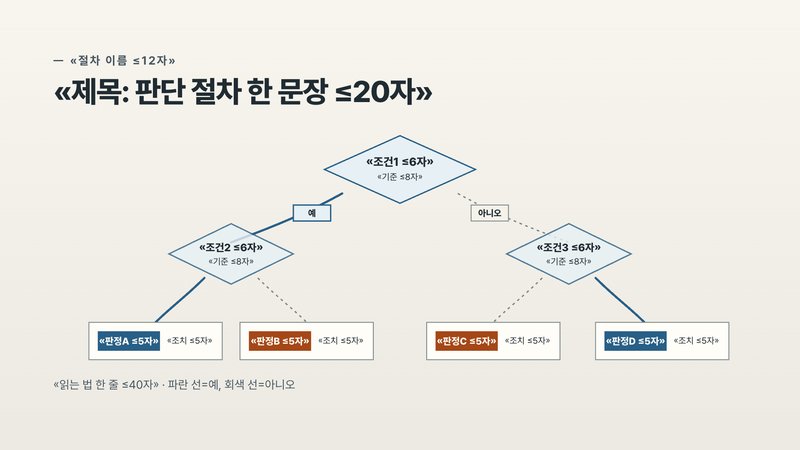 — «절차 이름 ≤12자»
«제목: 판단 절차 한 문장 ≤20자»
«조건1 ≤6자»
«기준 ≤8자»
예
아니오
«조건2 ≤6자»
«기준 ≤8자»
«조건3 ≤6자»
«기준 ≤8자»
«판정A ≤5자» «조치 ≤5자»
«판정B ≤5자» «조치 ≤5자»
«판정C ≤5자» «조치 ≤5자»
«판정D ≤5자» «조치 ≤5자»
«읽는 법 한 줄 ≤40자» · 파란 선=예, 회색 선=아니오